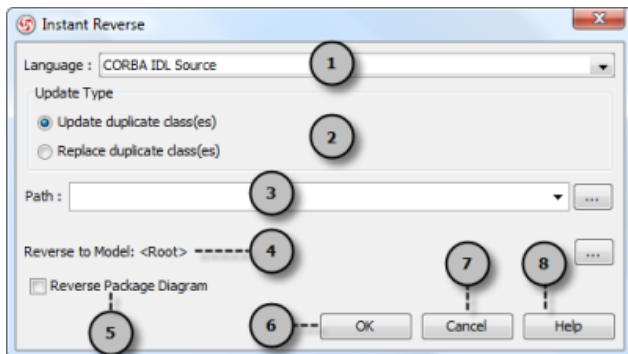 Instant Reverse
Language : CORBA IDL Source
1
Update Type
Update duplicate class(es)
2
Replace duplicate class(es)
Path :
3
...
Reverse to Model: <Root>
4
...
7
8
Reverse Package Diagram
5
6
OK
Cancel
Help